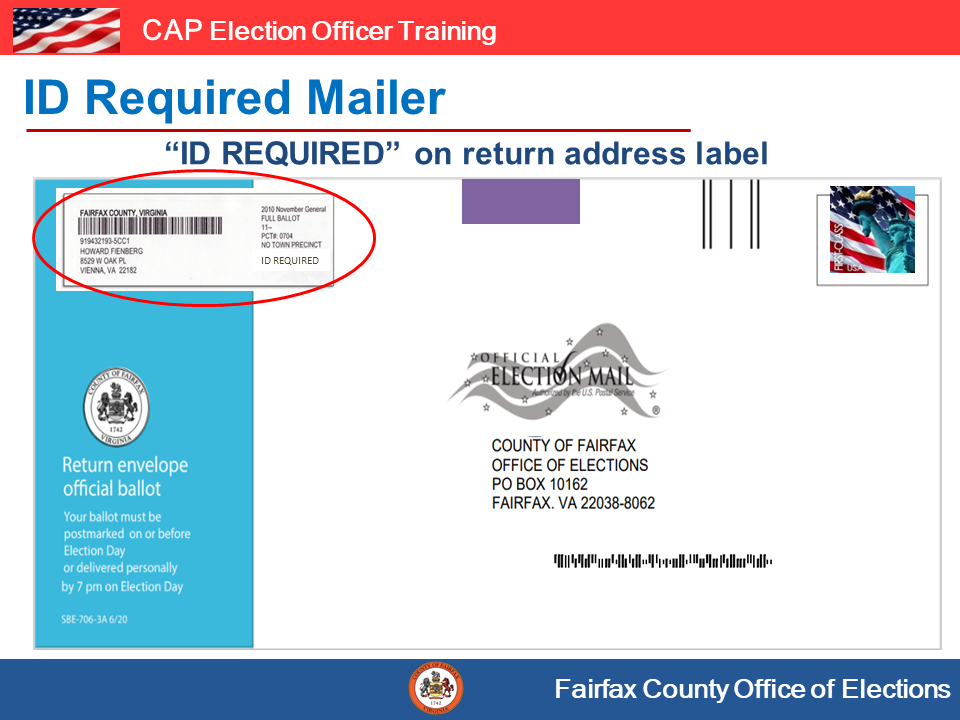 CAP Election Officer Training
ID Required Mailer
“ID REQUIRED” on return address label
FAIRFAX COUNTY, VIRGINIA
919432193-5CC1
HOWARD FIENBERG
8529 W OAK PL
VIENNA, VA 22182
2010 November General
FULL BALLOT
11--
PCT#: 0704
NO TOWN PRECINCT
ID REQUIRED
FIRST-CLASS
USA
OFFICIAL
ELECTION MAIL
Authorized by the U.S. Postal Service
®
COUNTY OF FAIRFAX
VIRGINIA
1742
Return envelope
official ballot
Your ballot must be
postmarked on or before
Election Day
or delivered personally
by 7 pm on Election Day
SBE-706-3A 6/20
COUNTY OF FAIRFAX
OFFICE OF ELECTIONS
PO BOX 10162
FAIRFAX. VA 22038-8062
1742
Fairfax County Office of Elections